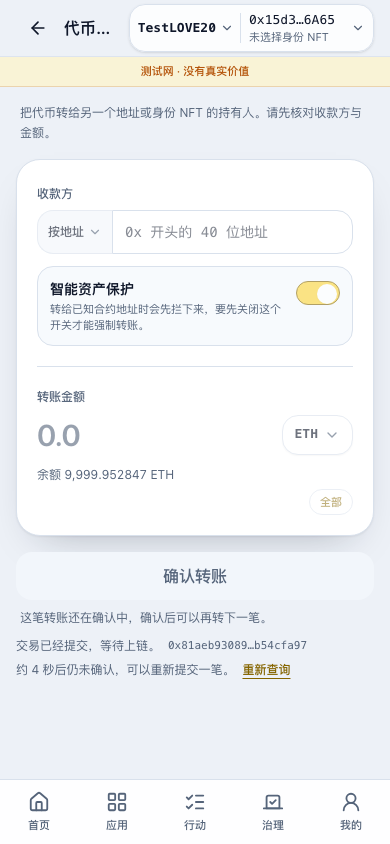 代币...
TestLOVE20
0x15d3…6A65
未选择身份 NFT
测试网 · 没有真实价值
把代币转给另一个地址或身份 NFT 的持有人。请先核对收款方与
金额。
收款方
按地址
0x 开头的 40 位地址
智能资产保护
转给已知合约地址时会先拦下来，要先关闭这个
开关才能强制转账。
转账金额
0.0
ETH
余额 9,999.952847 ETH
全部
确认转账
这笔转账还在确认中，确认后可以再转下一笔。
交易已经提交，等待上链。 0x81aeb93089…b54cfa97
约 4 秒后仍未确认，可以重新提交一笔。 重新查询
首页
应用
行动
治理
我的